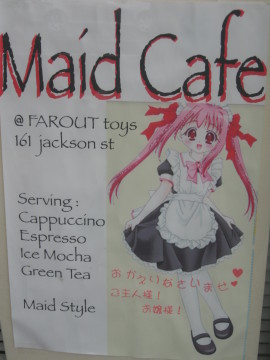 Maid Cafe
@ FAROUT toys
161 jackson st
Serving :
Cappuccino
Espresso
Ice Mocha
Green Tea
Maid Style
おかえりなさいませ
ご主人様!
お嬢様!